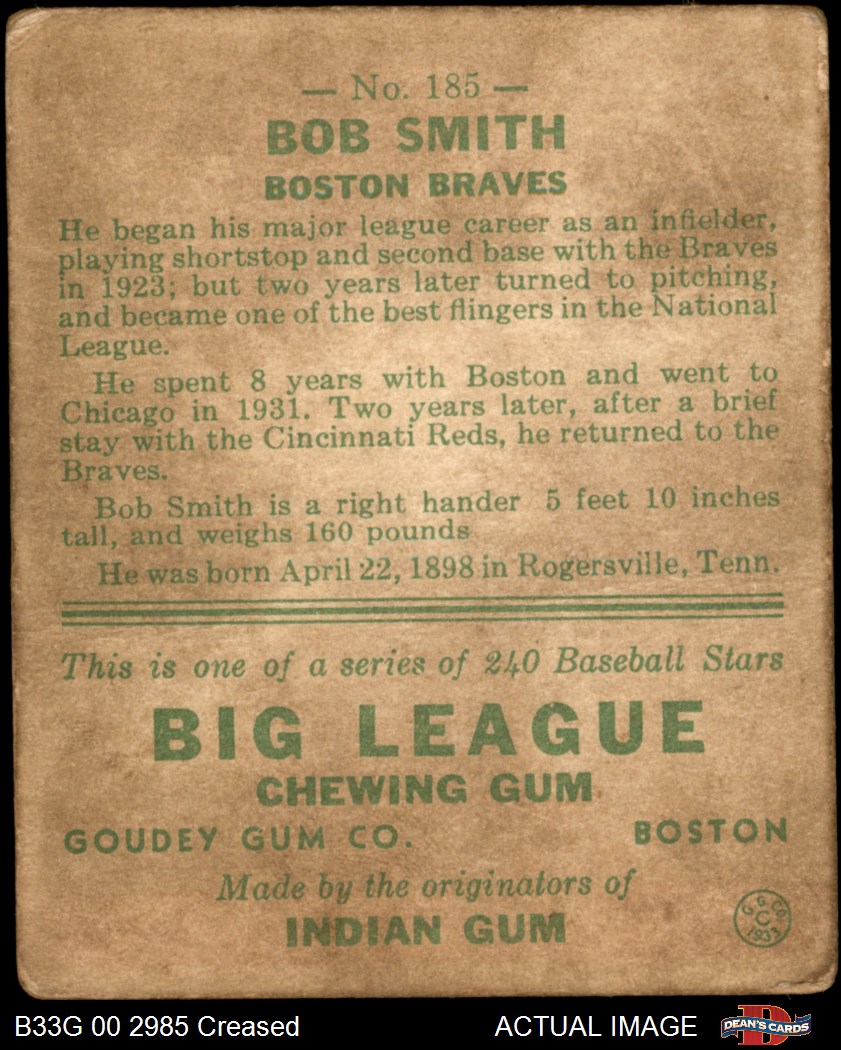 — No. 185 —
BOB SMITH
BOSTON BRAVES
He began his major league career as an infielder,
playing shortstop and second base with the Braves
in 1923; but two years later turned to pitching,
and became one of the best flingers in the National
League.
He spent 8 years with Boston and went to
Chicago in 1931. Two years later, after a brief
stay with the Cincinnati Reds, he returned to the
Braves.
Bob Smith is a right hander 5 feet 10 inches
tall, and weighs 160 pounds
He was born April 22, 1898 in Rogersville, Tenn.
This is one of a series of 240 Baseball Stars
BIG LEAGUE
CHEWING GUM
GOUDEY GUM CO. BOSTON
Made by the originators of
INDIAN GUM
G. G. CO.
C
1933
B33G 00 2985 Creased ACTUAL IMAGE
D
DEAN'S CARDS